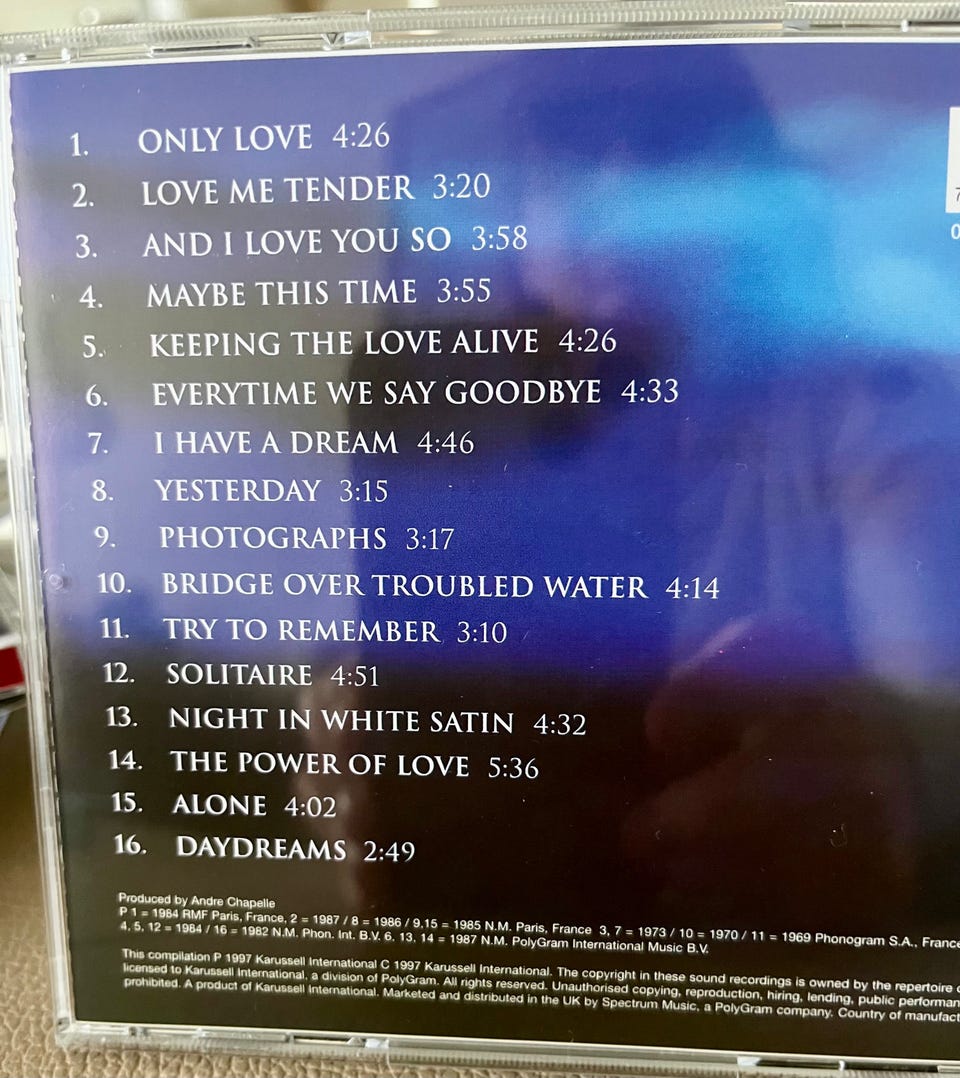 1. ONLY LOVE 4:26
2. LOVE ME TENDER 3:20
3. AND I LOVE YOU SO 3:58
4. MAYBE THIS TIME 3:55
5. KEEPING THE LOVE ALIVE 4:26
6. EVERYTIME WE SAY GOODBYE 4:33
7. I HAVE A DREAM 4:46
8. YESTERDAY 3:15
9. PHOTOGRAPHS 3:17
10. BRIDGE OVER TROUBLED WATER 4:14
11. TRY TO REMEMBER 3:10
12. SOLITAIRE 4:51
13. NIGHT IN WHITE SATIN 4:32
14. THE POWER OF LOVE 5:36
15. ALONE 4:02
16. DAYDREAMS 2:49
Produced by Andre Chapelle
P 1 = 1984 RMF Paris, France, 2 = 1987 / 8 = 1986 / 9,15 = 1985 N.M. Paris, France 3, 7 = 1973 / 10 = 1970 / 11 = 1969 Phonogram S.A., France
4, 5, 12 = 1984 / 16 = 1982 N.M. Phon. Int. B.V. 6, 13, 14 = 1987 N.M. PolyGram International Music B.V.
This compilation P 1997 Karussell International C 1997 Karussell International. The copyright in these sound recordings is owned by the repertoire
licensed to Karussell International, a division of PolyGram. All rights reserved. Unauthorised copying, reproduction, hiring, lending, public
prohibited. A product of Karussell International. Marketed and distributed in the UK by Spectrum Music, a PolyGram company. Country of